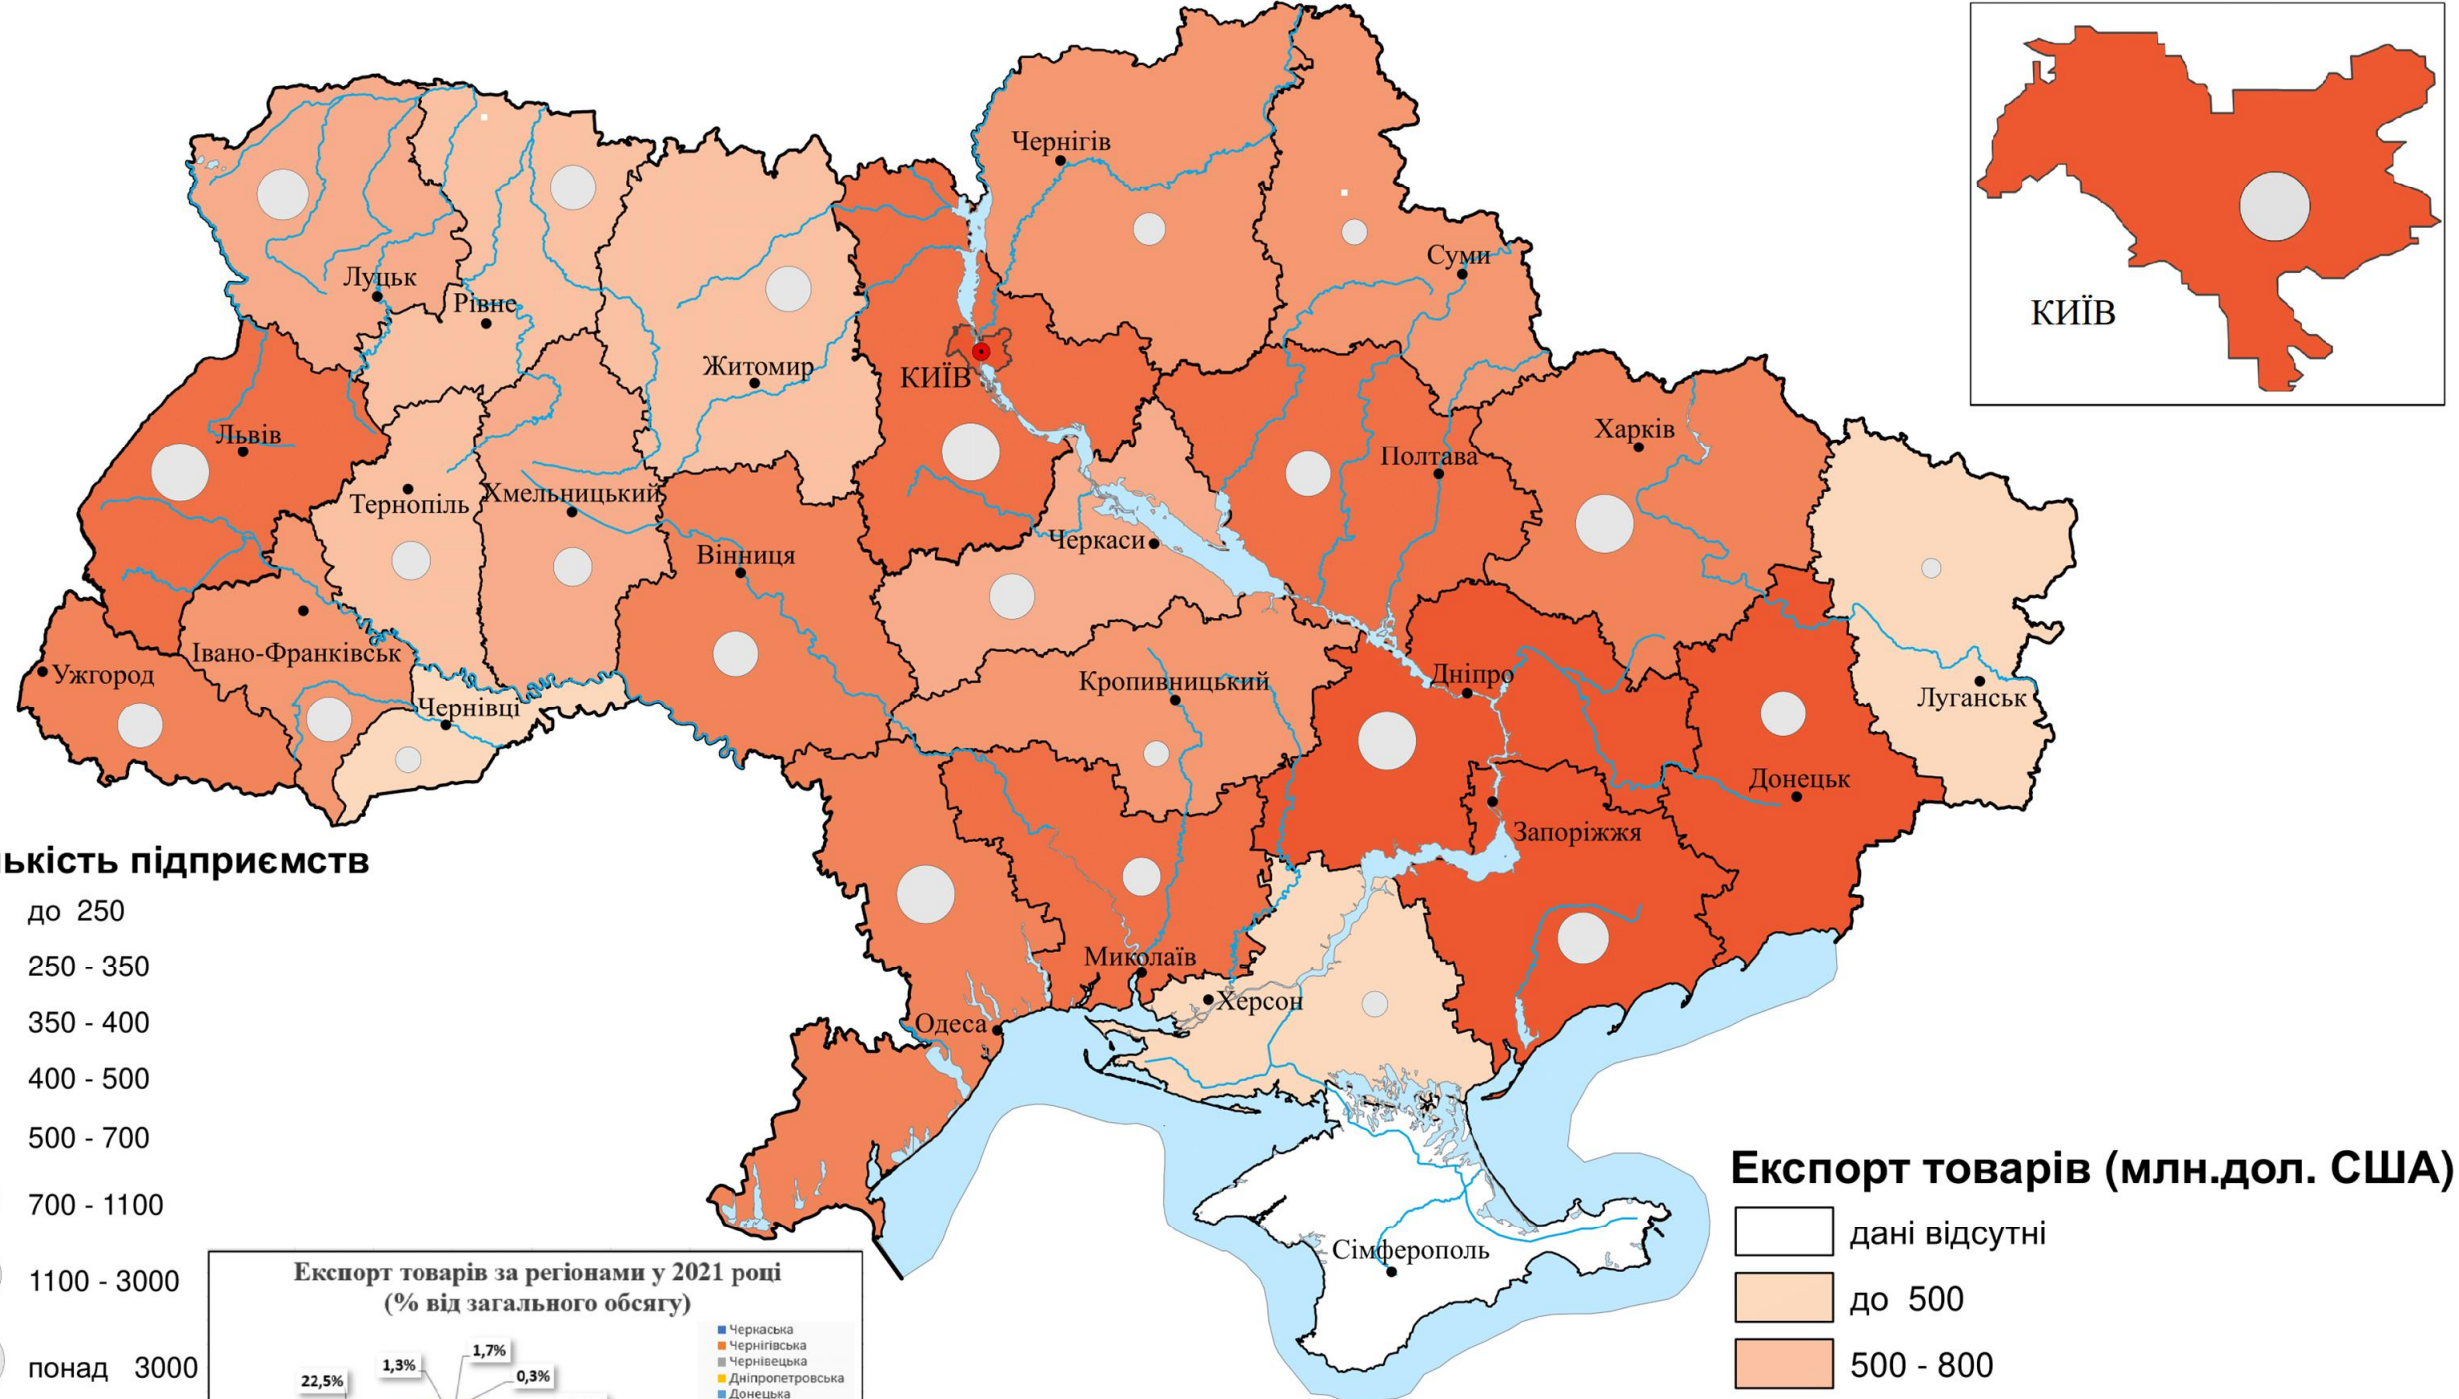 Чернігів
Суми
Луцьк
Рівне
Житомир
КИЇВ
КИЇВ
Львів
Харків
Полтава
Тернопіль
Хмельницький
Вінниця
Черкаси
Івано-Франківськ
Ужгород
Чернівці
Кропивницький
Дніпро
Луганськ
Донецьк
Запоріжжя
Миколаїв
Херсон
Одеса
Сімферополь
ькість підприємств
до 250
250 - 350
350 - 400
400 - 500
500 - 700
700 - 1100
1100 - 3000
понад 3000
Експорт товарів за регіонами у 2021 році
(% від загального обсягу)
22,5%
1,3%
1,7%
0,3%
Черкаська
Чернігівська
Чернівецька
Дніпропетровська
Донецька
Експорт товарів (млн.дол. США)
дані відсутні
до 500
500 - 800